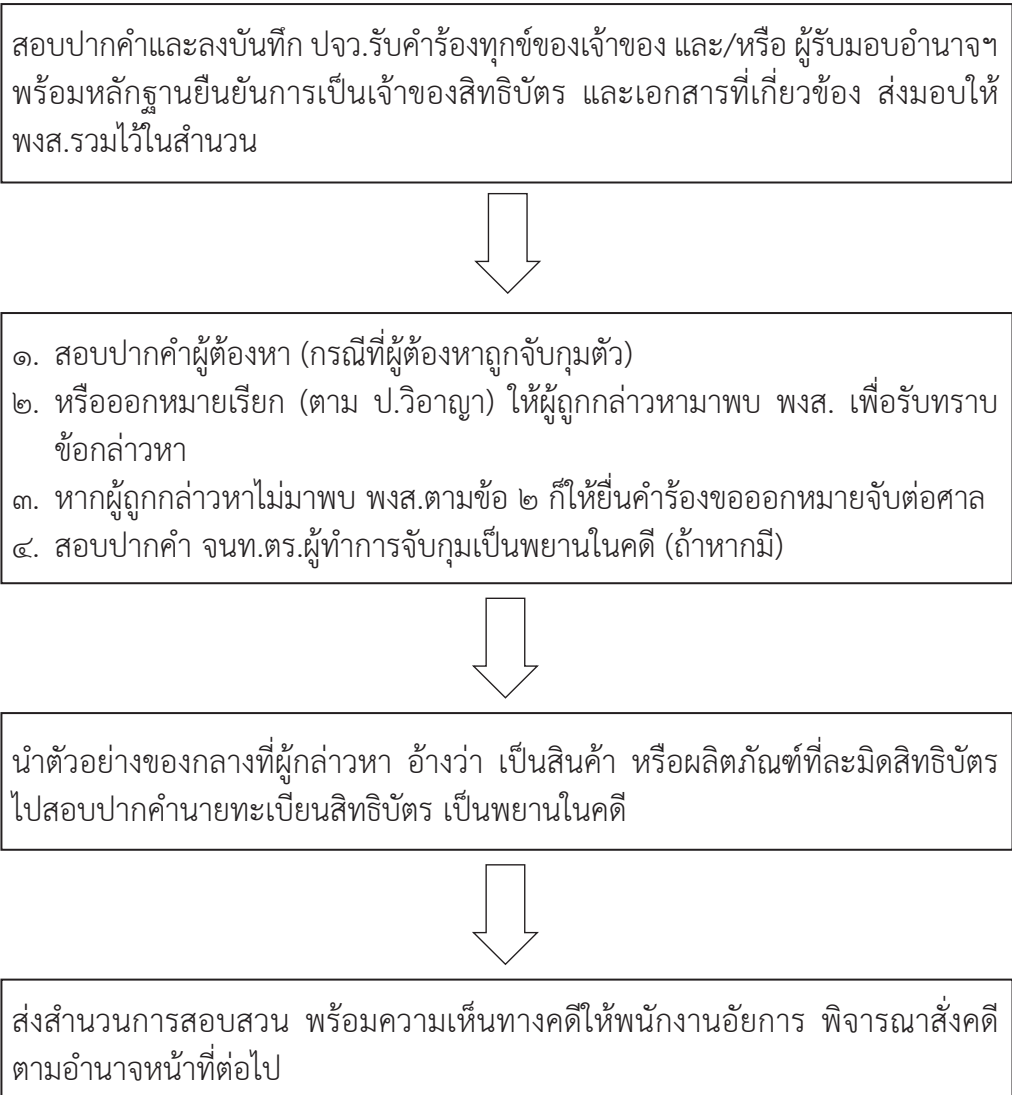 สอบปากคำและลงบันทึก ปจว.รับคำร้องทุกข์ของเจ้าของ และ/หรือ ผู้รับมอบอำนาจฯ
พร้อมหลักฐานยืนยันการเป็นเจ้าของสิทธิบัตร และเอกสารที่เกี่ยวข้อง ส่งมอบให้
พงส.รวมไว้ในสำนวน
๑. สอบปากคำผู้ต้องหา (กรณีที่ผู้ต้องหาถูกจับกุมตัว)
๒. หรือออกหมายเรียก (ตาม ป.วิอาญา) ให้ผู้ถูกกล่าวหามาพบ พงส. เพื่อรับทราบ
ข้อกล่าวหา
๓. หากผู้ถูกกล่าวหาไม่มาพบ พงส.ตามข้อ ๒ ก็ให้ยื่นคำร้องขอออกหมายจับต่อศาล
๔. สอบปากคำ จนท.ตร.ผู้ทำการจับกุมเป็นพยานในคดี (ถ้าหากมี)
นำตัวอย่างของกลางที่ผู้กล่าวหา อ้างว่า เป็นสินค้า หรือผลิตภัณฑ์ที่ละมิดสิทธิบัตร
ไปสอบปากคำนายทะเบียนสิทธิบัตร เป็นพยานในคดี
ส่งสำนวนการสอบสวน พร้อมความเห็นทางคดีให้พนักงานอัยการ พิจารณาสั่งคดี
ตามอำนาจหน้าที่ต่อไป